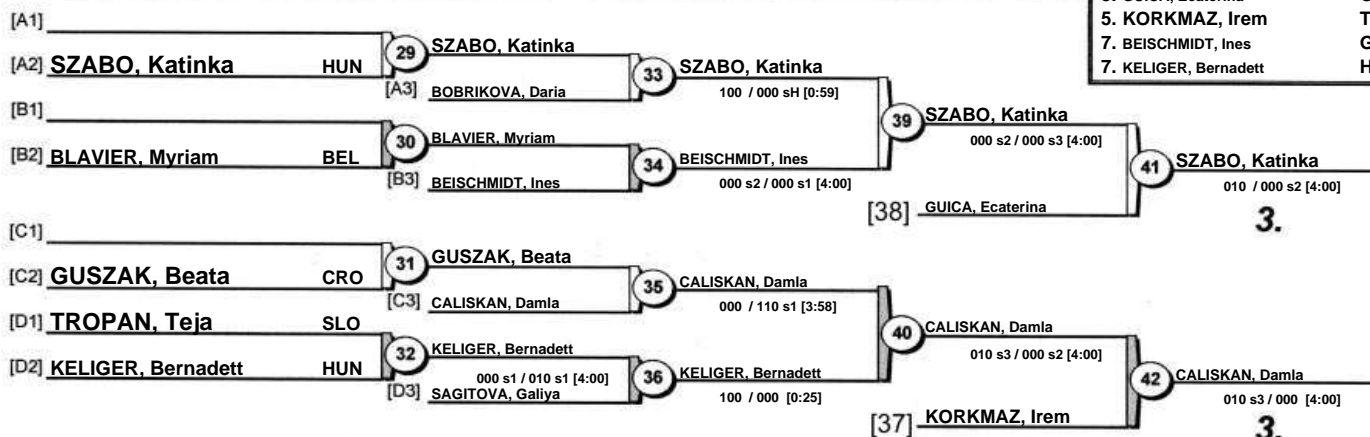 5. KORKMAZ, Irem T
7. BEISCHMIDT, Ines G
7. KELIGER, Bernadett H
[A1]
[A2] SZABO, Katinka HUN
29
SZABO, Katinka
[A3] BOBRIKOVA, Daria
33
SZABO, Katinka
100 / 000 sH [0:59]
[B1]
[B2] BLAVIER, Myriam BEL
30
BLAVIER, Myriam
[B3] BEISCHMIDT, Ines
34
BEISCHMIDT, Ines
000 s2 / 000 s1 [4:00]
39
SZABO, Katinka
000 s2 / 000 s3 [4:00]
[38] GUICA, Ecaterina
41
SZABO, Katinka
010 / 000 s2 [4:00]
3.
[C1]
[C2] GUSZAK, Beata CRO
31
GUSZAK, Beata
[C3] CALISKAN, Damla
35
CALISKAN, Damla
000 / 110 s1 [3:58]
[D1] TROPAN, Teja SLO
[D2] KELIGER, Bernadett HUN
32
KELIGER, Bernadett
000 s1 / 010 s1 [4:00]
[D3] SAGITOVA, Galiya
36
KELIGER, Bernadett
100 / 000 [0:25]
40
CALISKAN, Damla
010 s3 / 000 s2 [4:00]
[37] KORKMAZ, Irem
42
CALISKAN, Damla
010 s3 / 000 [4:00]
3.